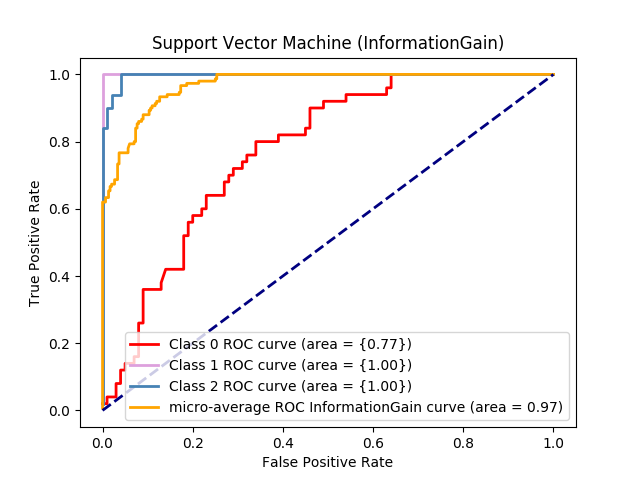 Support Vector Machine (InformationGain)
True Positive Rate
1.0
0.8
0.6
0.4
0.2
0.0
Class 0 ROC curve (area = {0.77})
Class 1 ROC curve (area = {1.00})
Class 2 ROC curve (area = {1.00})
micro-average ROC InformationGain curve (area = 0.97)
0.0 0.2 0.4 0.6 0.8 1.0
False Positive Rate